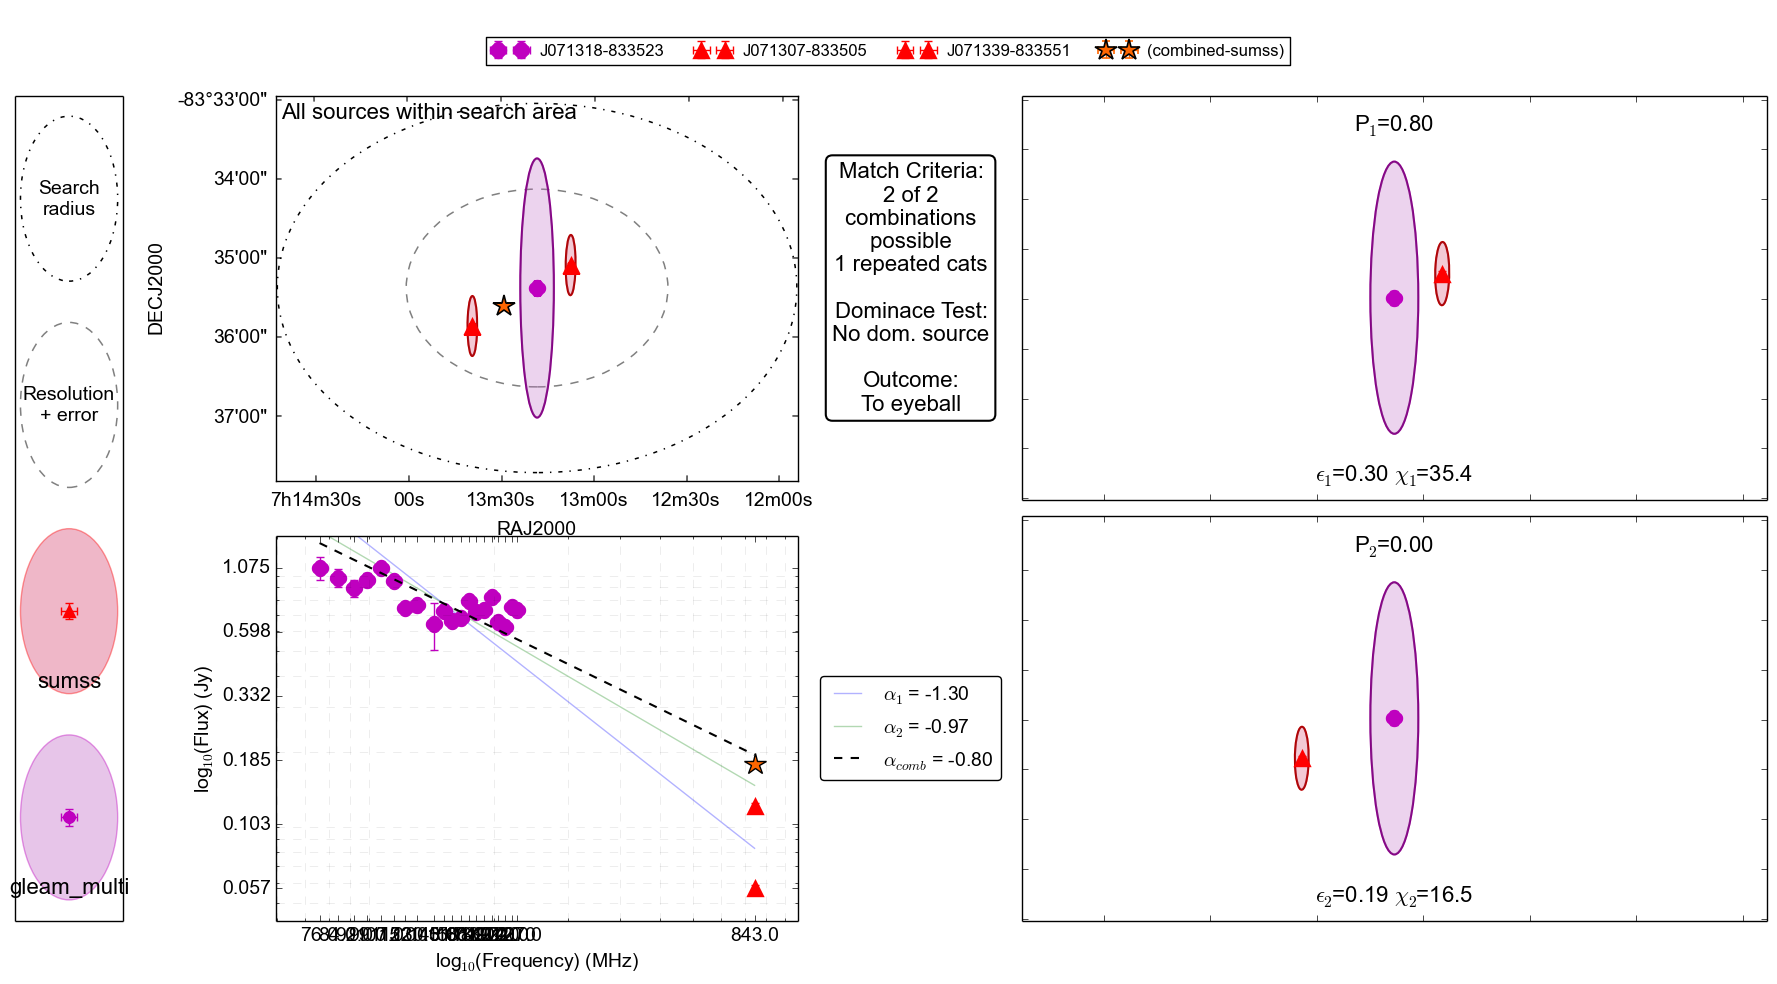 J071318-833523
J071307-833505
J071339-833551
(combined-sumss)
Search
radius
Resolution
+ error
sumss
gleam_multi
All sources within search area
-83°33'00"
34'00"
35'00"
36'00"
37'00"
DECJ2000
7h14m30s
00s
13m30s
13m00s
12m30s
12m00s
RAJ2000
Match Criteria:
2 of 2
combinations
possible
1 repeated cats
Dominace Test:
No dom. source
Outcome:
To eyeball
P1=0.80
ϵ1=0.30 χ1=35.4
P2=0.00
ϵ2=0.19 χ2=16.5
1.075
0.598
0.332
0.185
0.103
0.057
log10(Flux) (Jy)
843.0
log10(Frequency) (MHz)
α1 = -1.30
α2 = -0.97
αcomb = -0.80